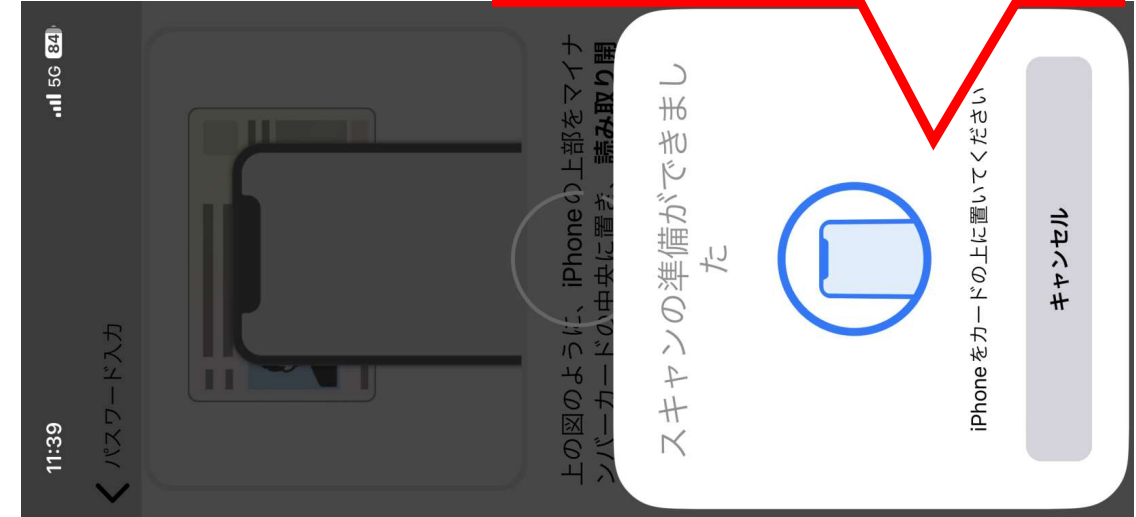 11:39 5G 84
パスワード入力
上の図のように、iPhoneの上部をマイナ
ンバーカードの中央に置き、読み取り開
スキャンの準備ができまし
た
iPhoneをカードの上に置いてください
キャンセル